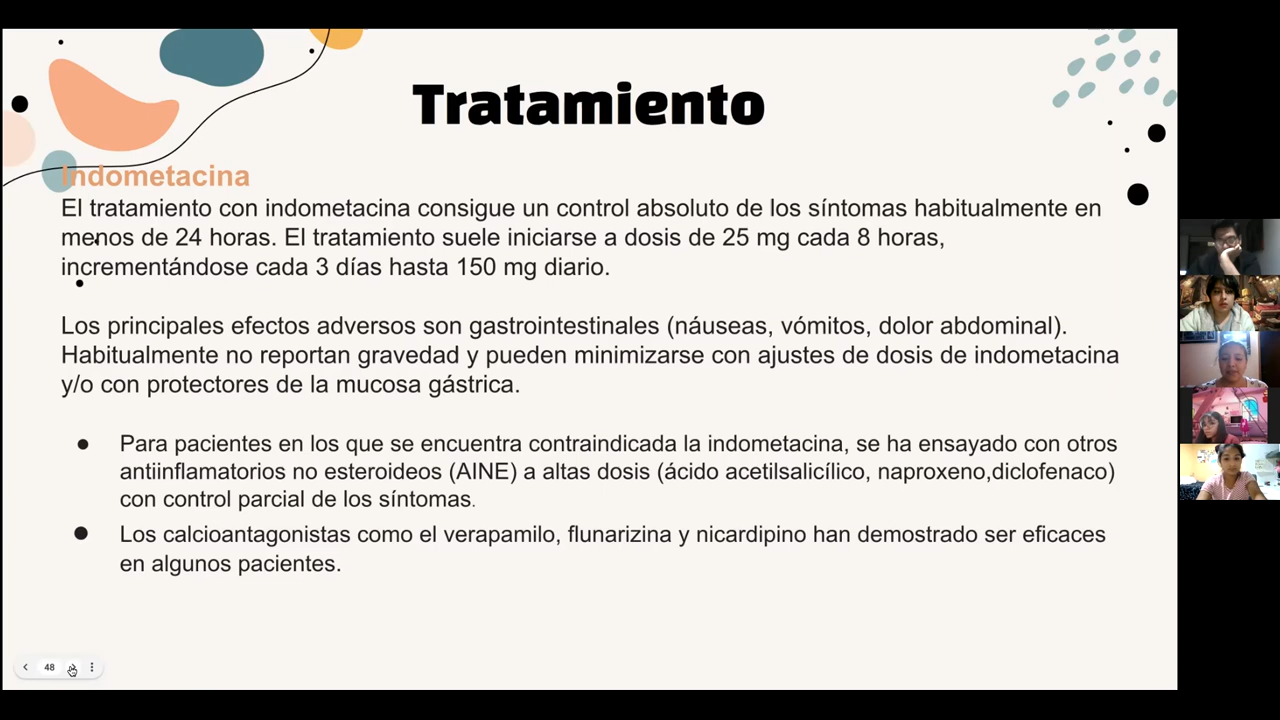 Tratamiento
Indometacina
El tratamiento con indometacina consigue un control absoluto de los síntomas habitualmente en
menos de 24 horas. El tratamiento suele iniciarse a dosis de 25 mg cada 8 horas,
incrementándose cada 3 días hasta 150 mg diario.
Los principales efectos adversos son gastrointestinales (náuseas, vómitos, dolor abdominal).
Habitualmente no reportan gravedad y pueden minimizarse con ajustes de dosis de indometacina
y/o con protectores de la mucosa gástrica.
● Para pacientes en los que se encuentra contraindicada la indometacina, se ha ensayado con otros
antiinflamatorios no esteroideos (AINE) a altas dosis (ácido acetilsalicílico, naproxeno,diclofenaco)
con control parcial de los síntomas.
● Los calcioantagonistas como el verapamilo, flunarizina y nicardipino han demostrado ser eficaces
en algunos pacientes.
48